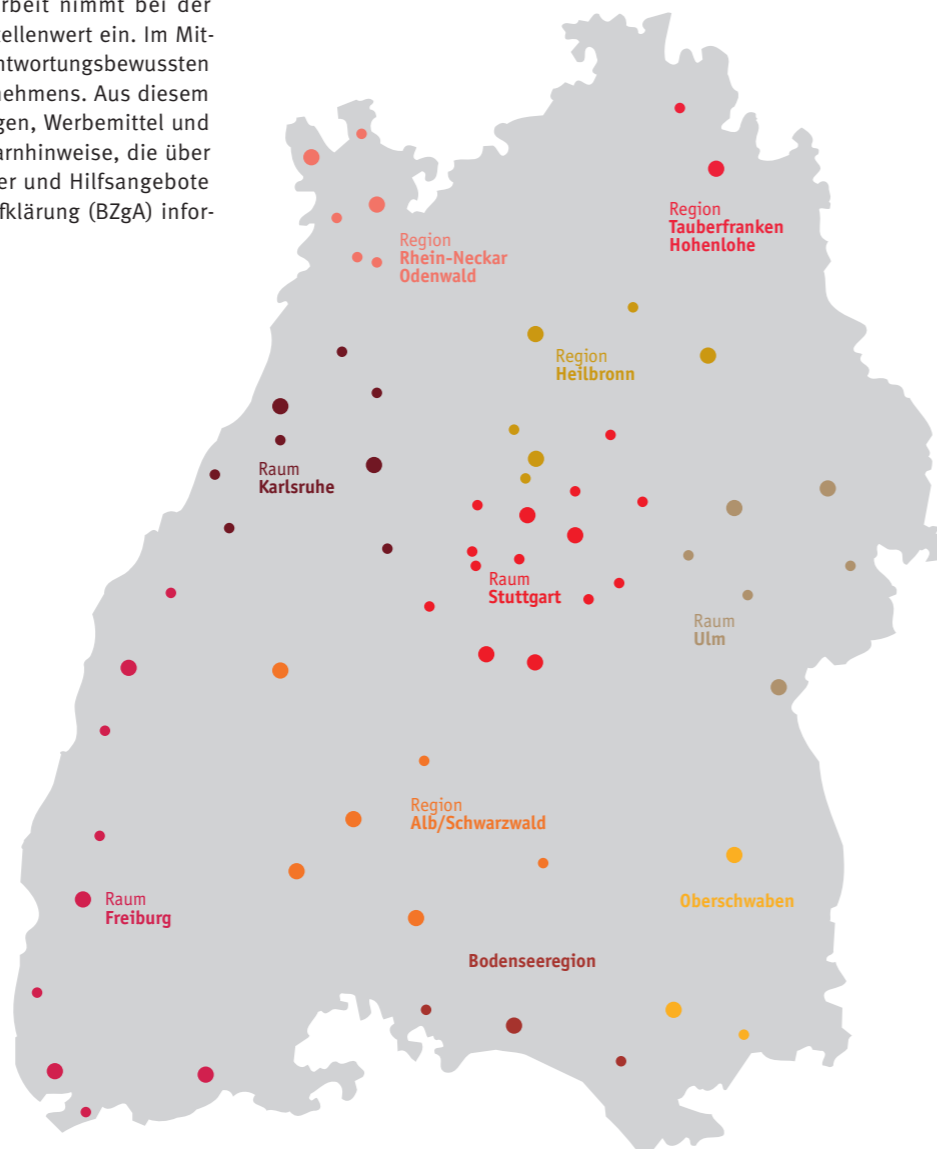 rbeit nimmt bei der
tellenwert ein. Im Mit-
ntwortungsbewussten
nehmens. Aus diesem
gen, Werbemittel und
arnhinweise, die über
er und Hilfsangebote
fklärung (BZgA) infor-
Region
Tauberfranken
Hohenlohe
Region
Rhein-Neckar
Odenwald
Region
Heilbronn
Raum
Karlsruhe
Raum
Stuttgart
Raum
Ulm
Region
Alb/Schwarzwald
Raum
Freiburg
Oberschwaben
Bodenseeregion